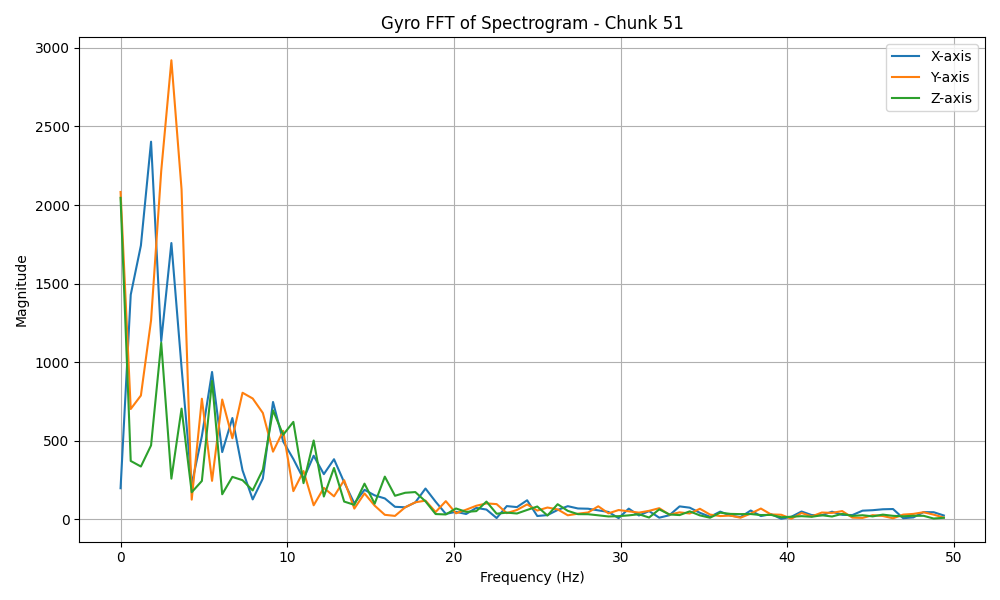 Gyro FFT of Spectrogram - Chunk 51
3000
2500
2000
1500
1000
500
0
Magnitude
X-axis
Y-axis
Z-axis
0
10
20
30
40
50
Frequency (Hz)